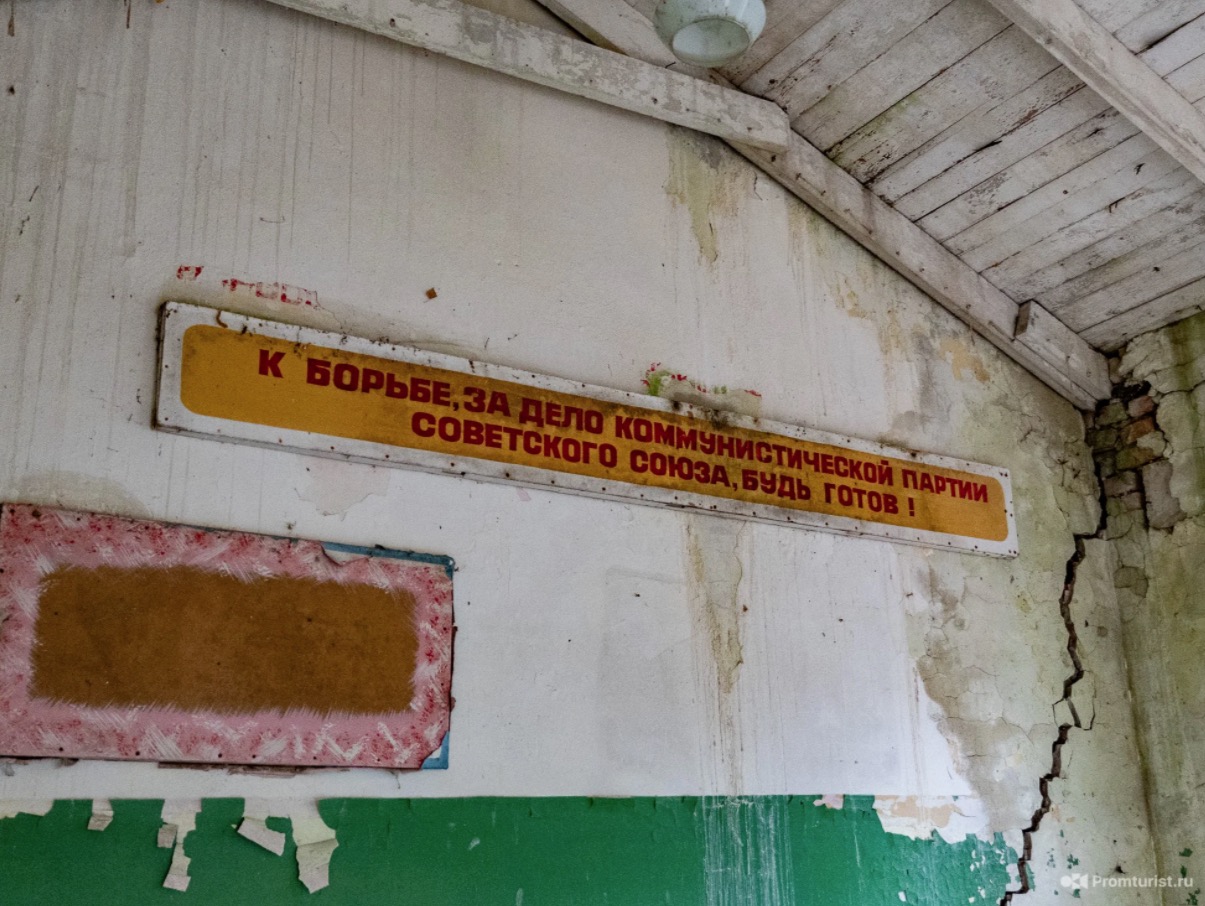 К БОРЬБЕ, ЗА ДЕЛО КОММУНИСТИЧЕСКОЙ ПАРТИИ
СОВЕТСКОГО СОЮЗА, БУДЬ ГОТОВ !
Promturist.ru